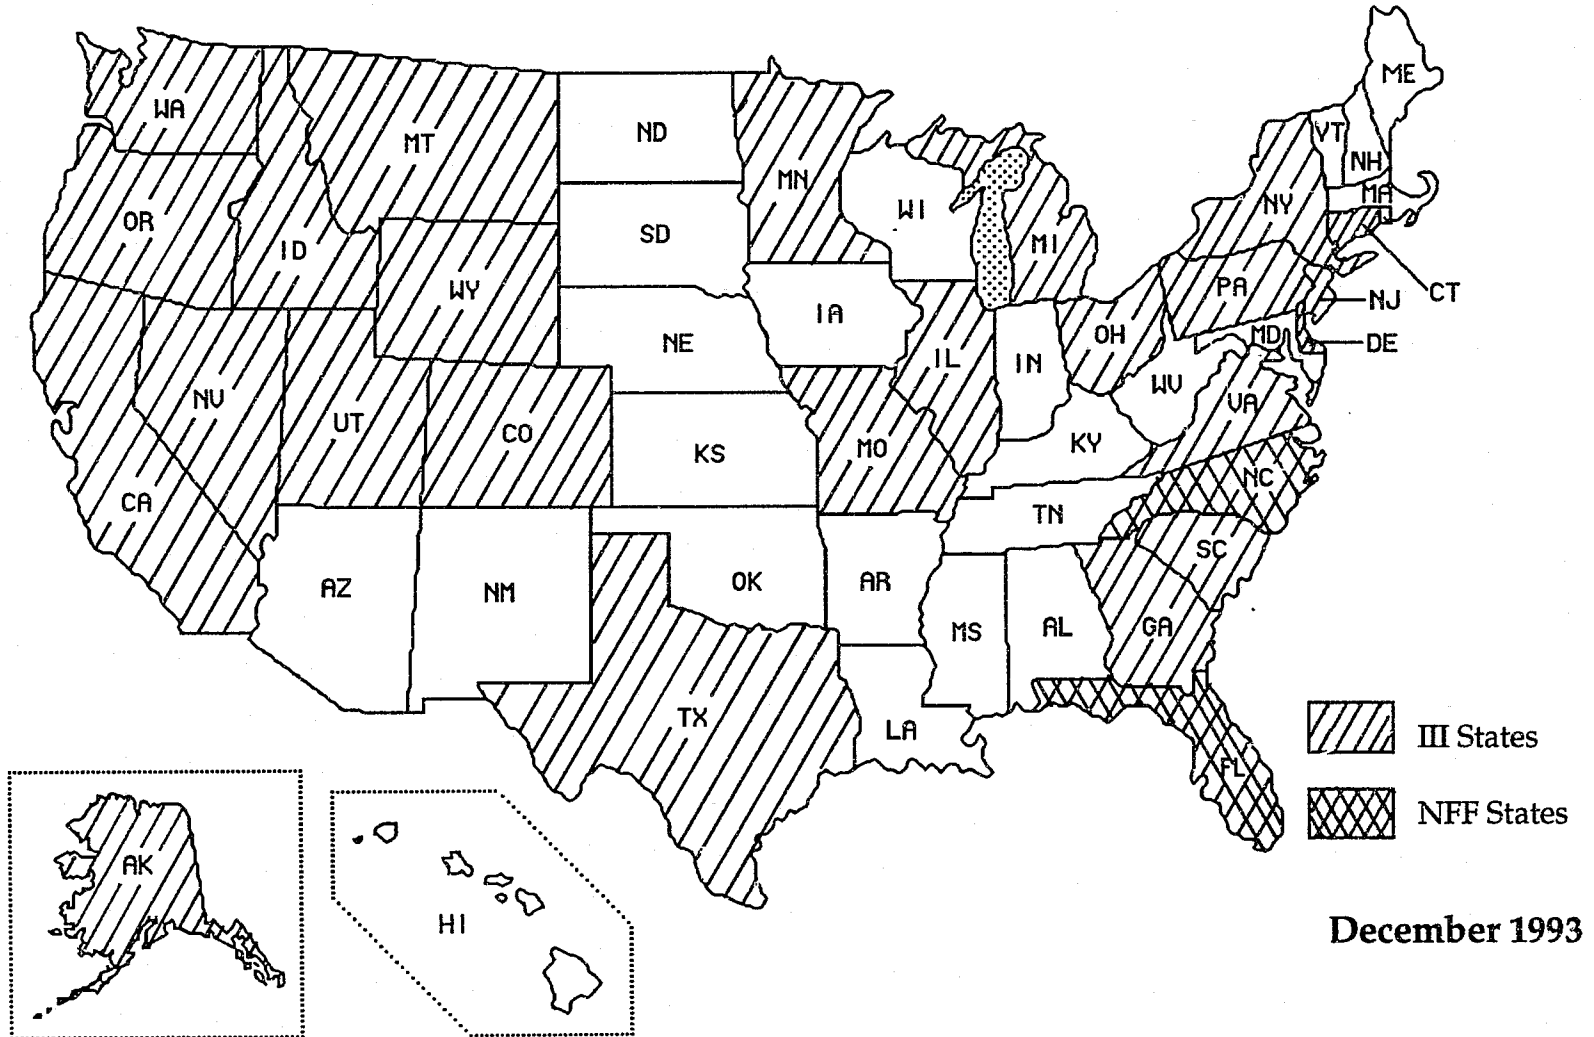 ME
WA
VT
ND
MT
NH
MN
MA
NY
WI
OR
SD
MI
ID
PA
WY
CT
NJ
IA
OH
MD
DE
NE
IL
IN
WV
NV
VA
UT
CO
KY
MO
KS
NC
CA
TN
SC
OK
AR
AZ
NM
MS
AL
GA
TX
LA
III States
FL
NFF States
AK
HI
December 1993